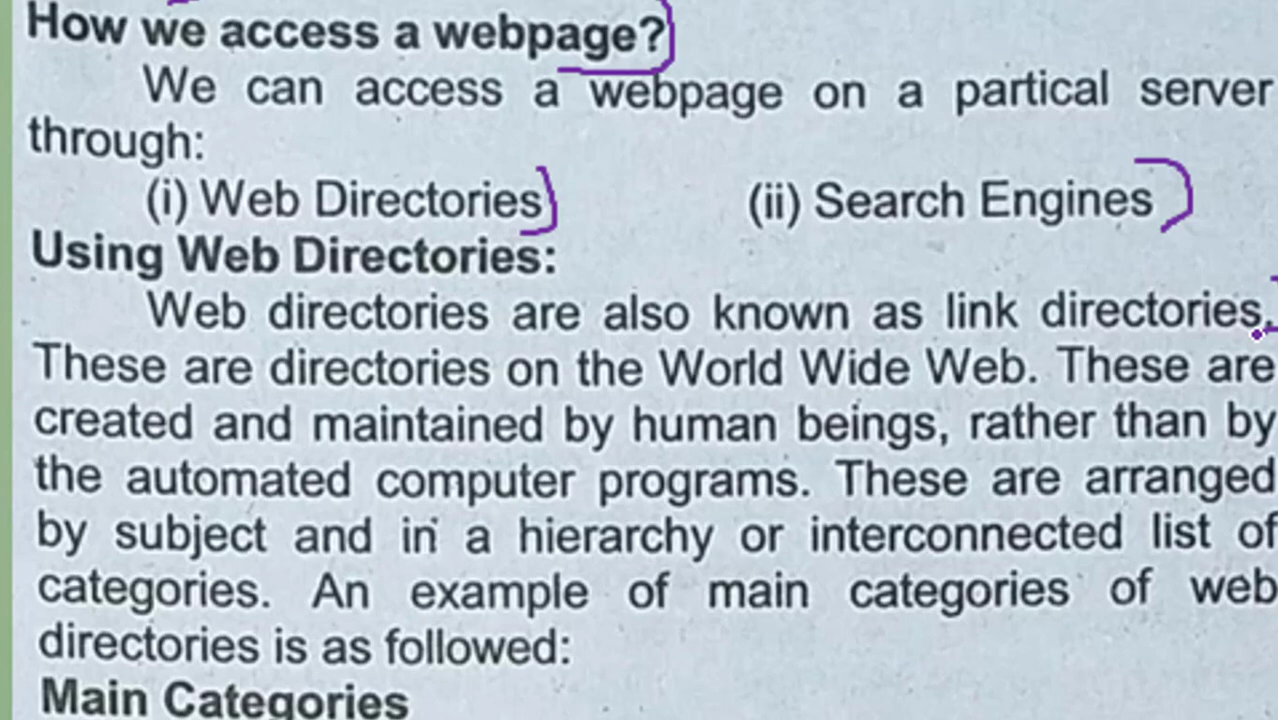 How we access a webpage?
We can access a webpage on a partical server
through:
(i) Web Directories (ii) Search Engines
Using Web Directories:
Web directories are also known as link directories.
These are directories on the World Wide Web. These are
created and maintained by human beings, rather than by
the automated computer programs. These are arranged
by subject and in a hierarchy or interconnected list of
categories. An example of main categories of web
directories is as followed:
Main Categories